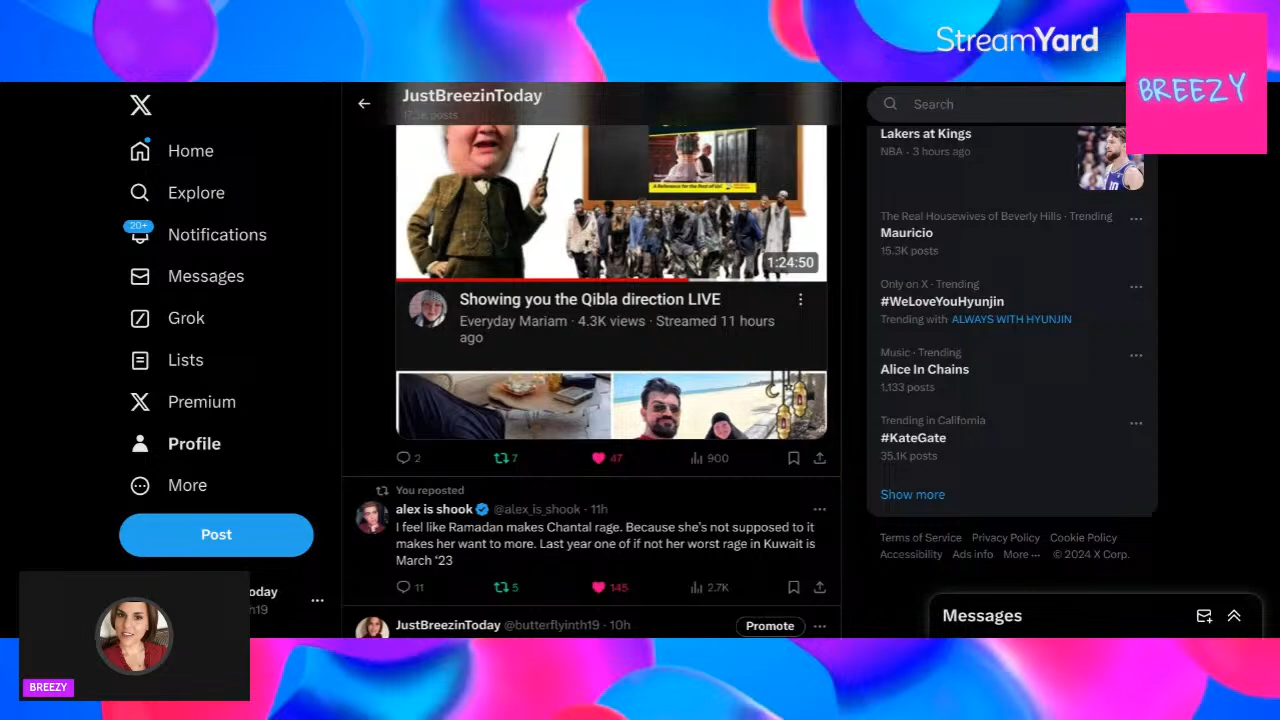 StreamYard
BREEZY
Home
Explore
20+
Notifications
Messages
Grok
Lists
Premium
Profile
More
Post
oday
h19
BREEZY
JustBreezinToday
posts
1:24:50
Showing you the Qibla direction LIVE
Everyday Mariam · 4.3K views · Streamed 11 hours
ago
2 7 47 900
You reposted
alex is shook @alex_is_shook · 11h
I feel like Ramadan makes Chantal rage. Because she's not supposed to it
makes her want to more. Last year one of if not her worst rage in Kuwait is
March '23
11 5 145 2.7K
JustBreezinToday @butterflyinth19 · 10h
Promote
Search
Lakers at Kings
NBA · 3 hours ago
The Real Housewives of Beverly Hills · Trending
Mauricio
15.3K posts
Only on X · Trending
#WeLoveYouHyunjin
Trending with ALWAYS WITH HYUNJIN
Music · Trending
Alice In Chains
1,133 posts
Trending in California
#KateGate
35.1K posts
Show more
Terms of Service Privacy Policy Cookie Policy
Accessibility Ads info More ··· © 2024 X Corp.
Messages